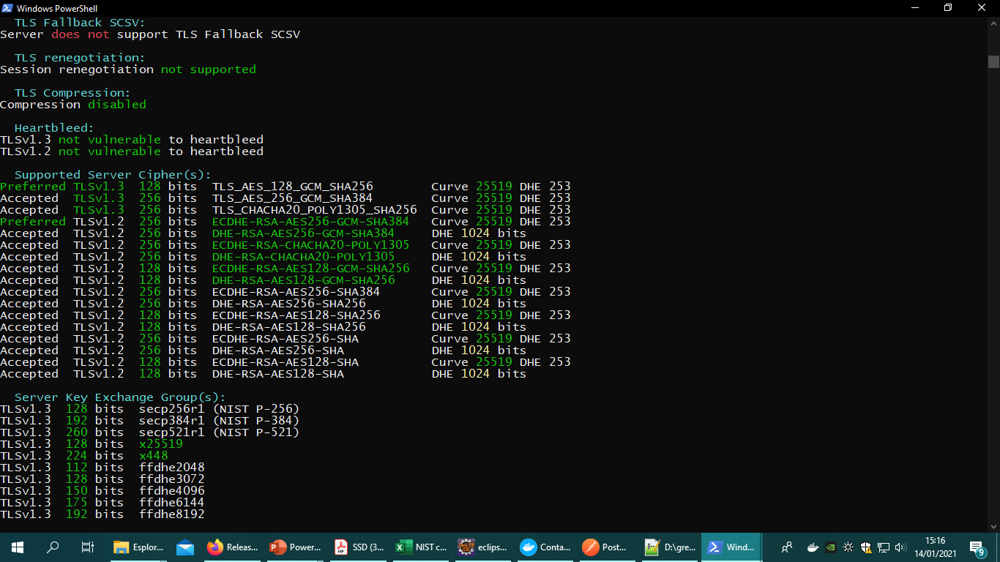 Windows PowerShell
TLS Fallback SCSV:
Server does not support TLS Fallback SCSV
TLS renegotiation:
Session renegotiation not supported
TLS Compression:
Compression disabled
Heartbleed:
TLSv1.3 not vulnerable to heartbleed
TLSv1.2 not vulnerable to heartbleed
Supported Server Cipher(s):
Preferred TLSv1.3 128 bits TLS_AES_128_GCM_SHA256 Curve 25519 DHE 253
Accepted TLSv1.3 256 bits TLS_AES_256_GCM_SHA384 Curve 25519 DHE 253
Accepted TLSv1.3 256 bits TLS_CHACHA20_POLY1305_SHA256 Curve 25519 DHE 253
Preferred TLSv1.2 256 bits ECDHE-RSA-AES256-GCM-SHA384 Curve 25519 DHE 253
Accepted TLSv1.2 256 bits DHE-RSA-AES256-GCM-SHA384 DHE 1024 bits
Accepted TLSv1.2 256 bits ECDHE-RSA-CHACHA20-POLY1305 Curve 25519 DHE 253
Accepted TLSv1.2 256 bits DHE-RSA-CHACHA20-POLY1305 DHE 1024 bits
Accepted TLSv1.2 128 bits ECDHE-RSA-AES128-GCM-SHA256 Curve 25519 DHE 253
Accepted TLSv1.2 128 bits DHE-RSA-AES128-GCM-SHA256 DHE 1024 bits
Accepted TLSv1.2 256 bits ECDHE-RSA-AES256-SHA384 Curve 25519 DHE 253
Accepted TLSv1.2 256 bits DHE-RSA-AES256-SHA256 DHE 1024 bits
Accepted TLSv1.2 128 bits ECDHE-RSA-AES128-SHA256 Curve 25519 DHE 253
Accepted TLSv1.2 128 bits DHE-RSA-AES128-SHA256 DHE 1024 bits
Accepted TLSv1.2 256 bits ECDHE-RSA-AES256-SHA Curve 25519 DHE 253
Accepted TLSv1.2 256 bits DHE-RSA-AES256-SHA DHE 1024 bits
Accepted TLSv1.2 128 bits ECDHE-RSA-AES128-SHA Curve 25519 DHE 253
Accepted TLSv1.2 128 bits DHE-RSA-AES128-SHA DHE 1024 bits
Server Key Exchange Group(s):
TLSv1.3 128 bits secp256r1 (NIST P-256)
TLSv1.3 192 bits secp384r1 (NIST P-384)
TLSv1.3 260 bits secp521r1 (NIST P-521)
TLSv1.3 128 bits x25519
TLSv1.3 224 bits x448
TLSv1.3 112 bits ffdhe2048
TLSv1.3 128 bits ffdhe3072
TLSv1.3 150 bits ffdhe4096
TLSv1.3 175 bits ffdhe6144
TLSv1.3 192 bits ffdhe8192
Esplor... Releas... Power... SSD (3... NIST c... eclips... Conta... Post... D:\gre... Wind... 15:16
14/01/2021 9